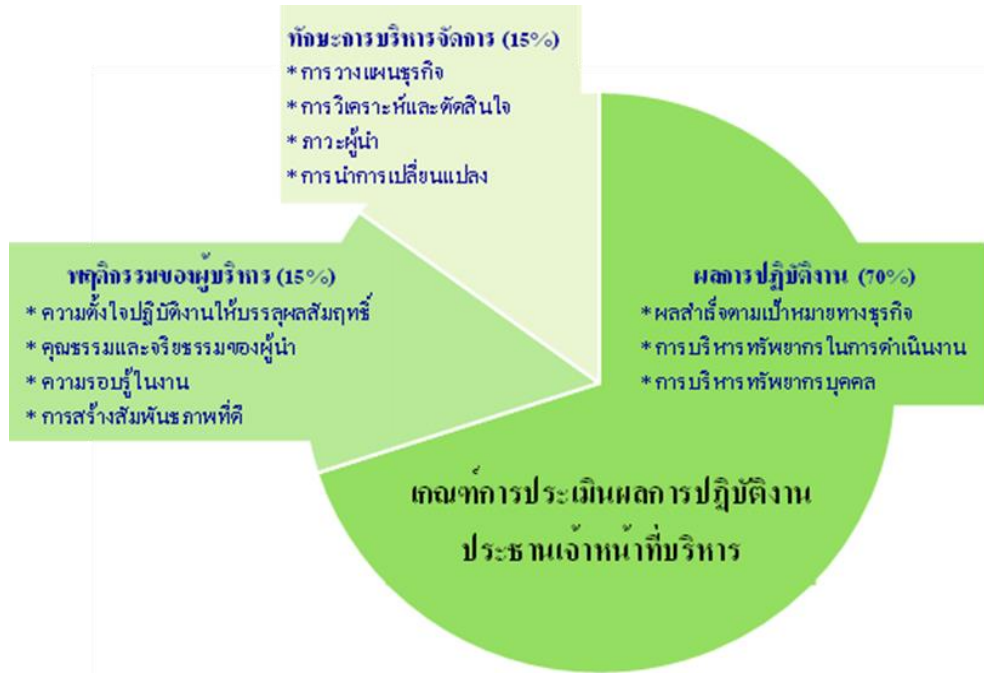 ทักษะการบริหารจัดการ (15%)
* การวางแผนธุรกิจ
* การวิเคราะห์และตัดสินใจ
* ภาวะผู้นำ
* การนำการเปลี่ยนแปลง
พฤติกรรมของผู้บริหาร (15%)
* ความตั้งใจปฏิบัติงานให้บรรลุผลสัมฤทธิ์
* คุณธรรมและจริยธรรมของผู้นำ
* ความรอบรู้ในงาน
* การสร้างสัมพันธภาพที่ดี
ผลการปฏิบัติงาน (70%)
* ผลสำเร็จตามเป้าหมายทางธุรกิจ
* การบริหารทรัพยากรในการดำเนินงาน
* การบริหารทรัพยากรบุคคล
เกณฑ์การประเมินผลการปฏิบัติงาน
ประธานเจ้าหน้าที่บริหาร